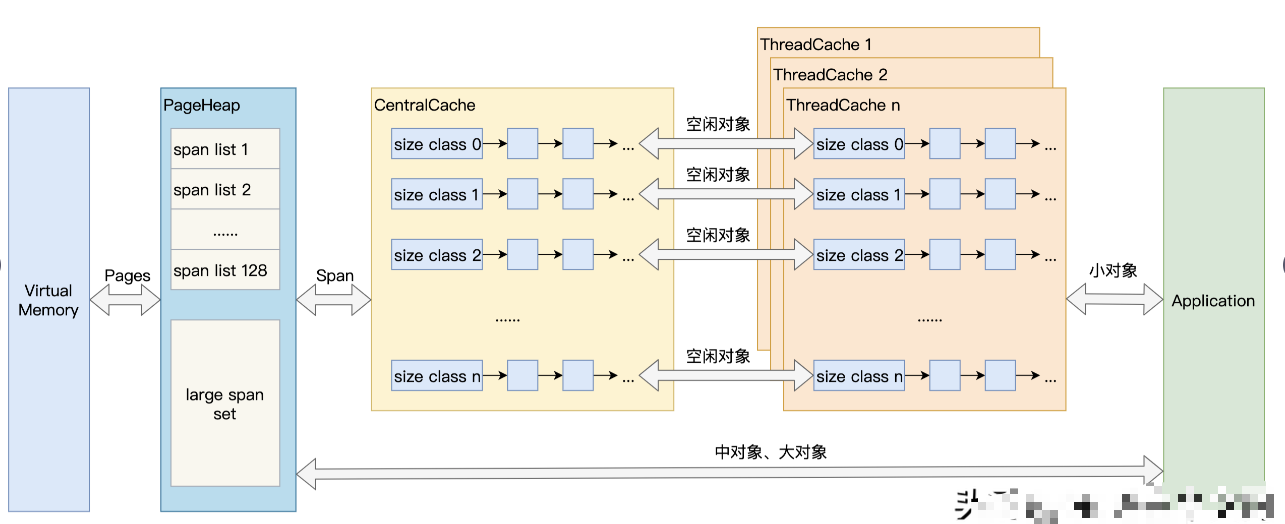 ThreadCache 1
ThreadCache 2
PageHeap
CentralCache
ThreadCache n
span list 1
span list 2
......
span list 128
large span
set
size class 0
...
空闲对象
size class 0
...
size class 1
...
空闲对象
size class 1
...
size class 2
...
空闲对象
size class 2
...
......
......
size class n
...
空闲对象
size class n
...
Virtual
Memory
Pages
Span
小对象
Application
中对象、大对象